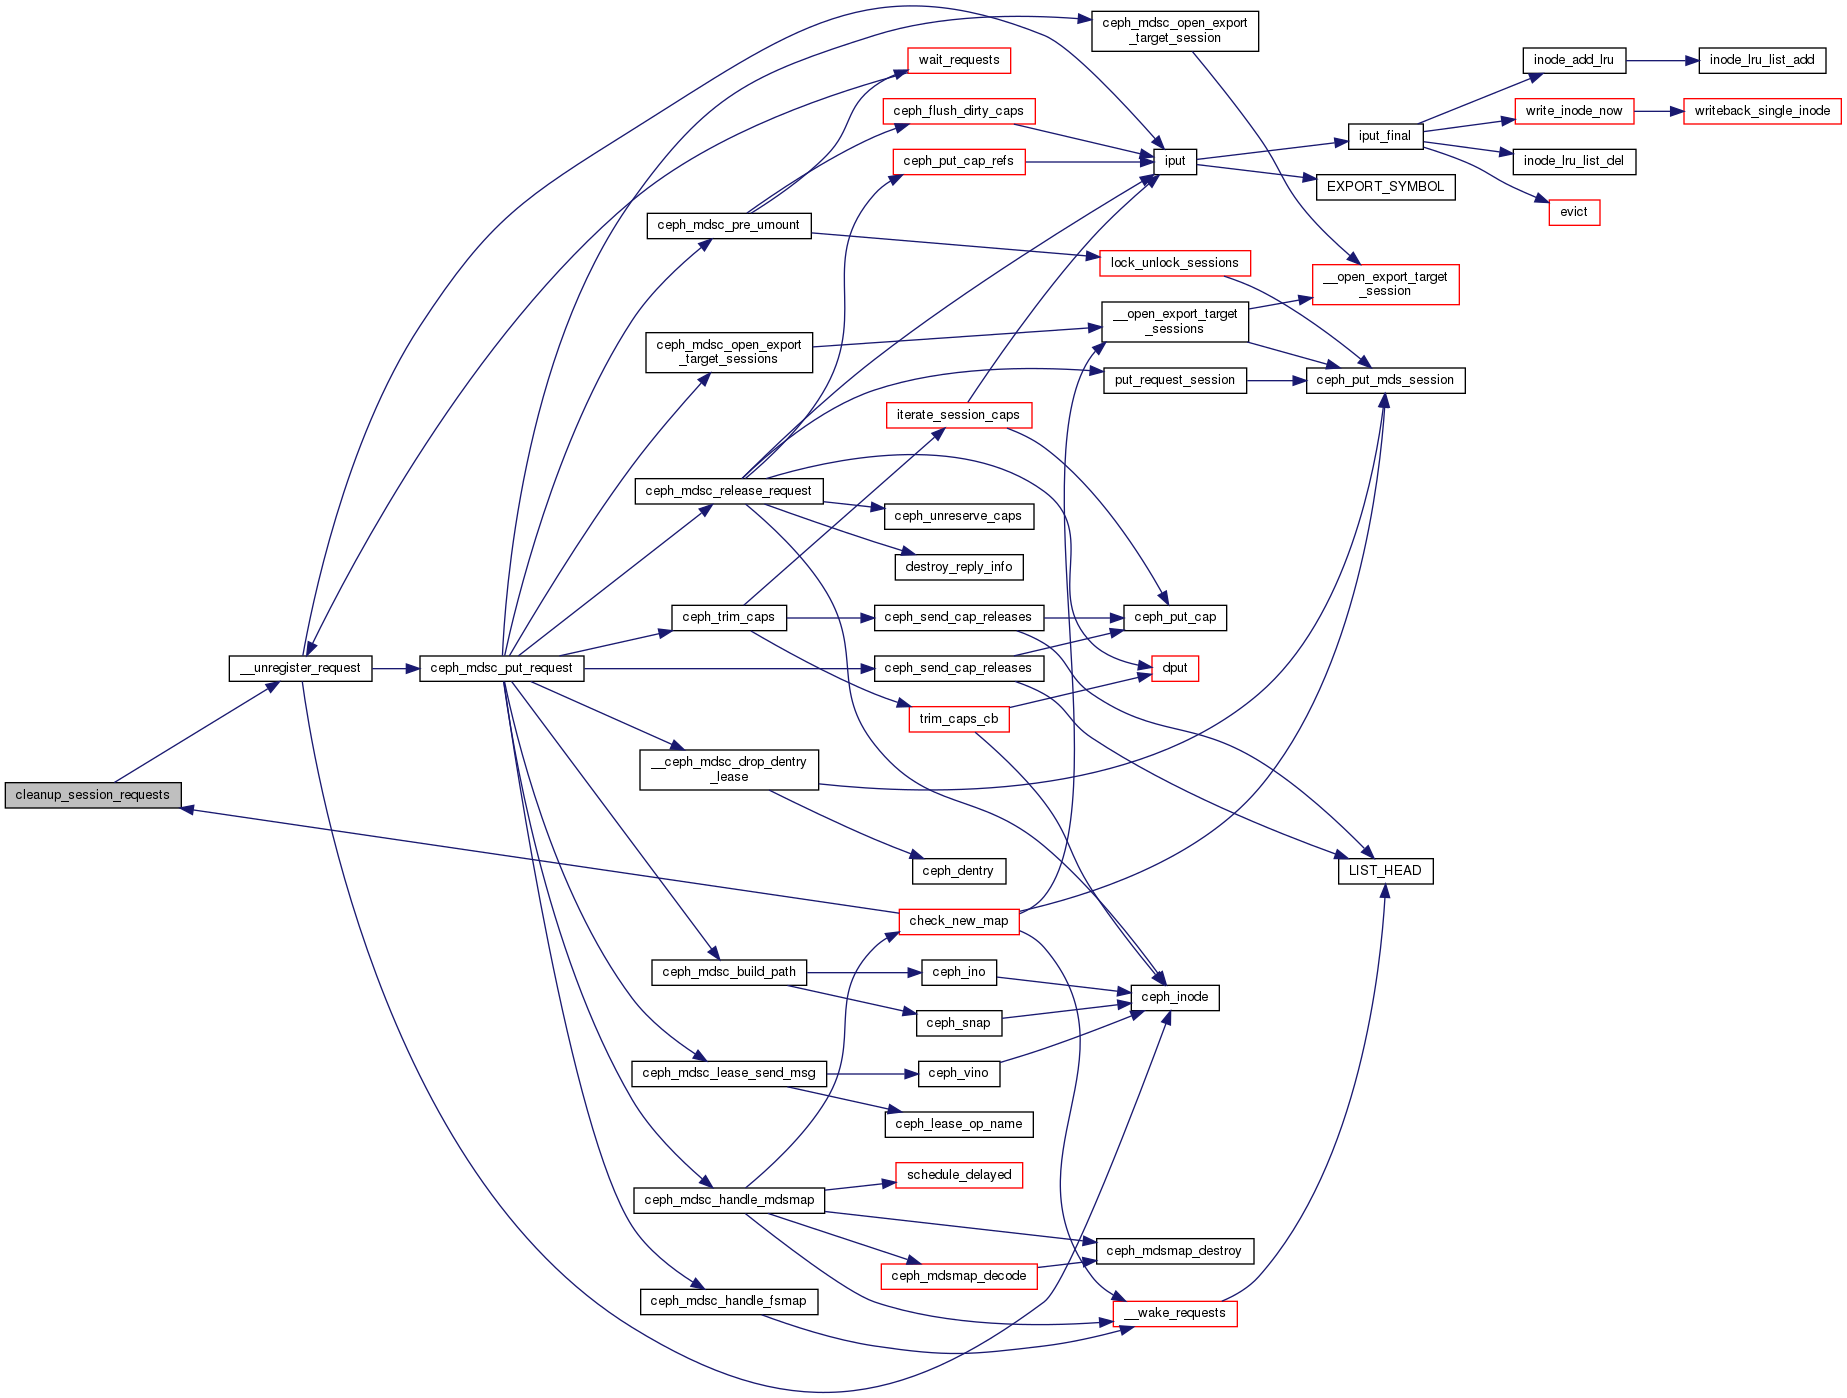 ceph_mdsc_open_export
_target_session
wait_requests
inode_add_lru
inode_lru_list_add
ceph_flush_dirty_caps
write_inode_now
writeback_single_inode
iput_final
ceph_put_cap_refs
iput
inode_lru_list_del
EXPORT_SYMBOL
evict
ceph_mdsc_pre_umount
lock_unlock_sessions
__open_export_target
_session
__open_export_target
_sessions
ceph_mdsc_open_export
_target_sessions
put_request_session
ceph_put_mds_session
iterate_session_caps
ceph_mdsc_release_request
ceph_unreserve_caps
destroy_reply_info
ceph_trim_caps
ceph_send_cap_releases
ceph_put_cap
__unregister_request
ceph_mdsc_put_request
ceph_send_cap_releases
dput
trim_caps_cb
__ceph_mdsc_drop_dentry
_lease
cleanup_session_requests
ceph_dentry
LIST_HEAD
check_new_map
ceph_mdsc_build_path
ceph_ino
ceph_inode
ceph_snap
ceph_mdsc_lease_send_msg
ceph_vino
ceph_lease_op_name
schedule_delayed
ceph_mdsc_handle_mdsmap
ceph_mdsmap_destroy
ceph_mdsmap_decode
ceph_mdsc_handle_fsmap
__wake_requests